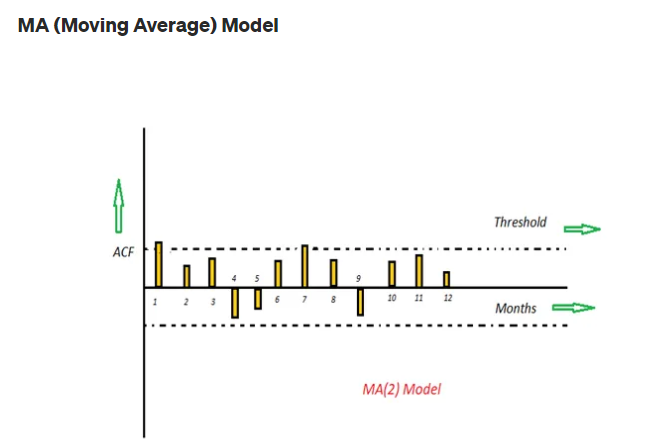 MA (Moving Average) Model
Threshold
ACF
4 5 9
1 2 3 6 7 8 10 11 12
Months
MA(2) Model